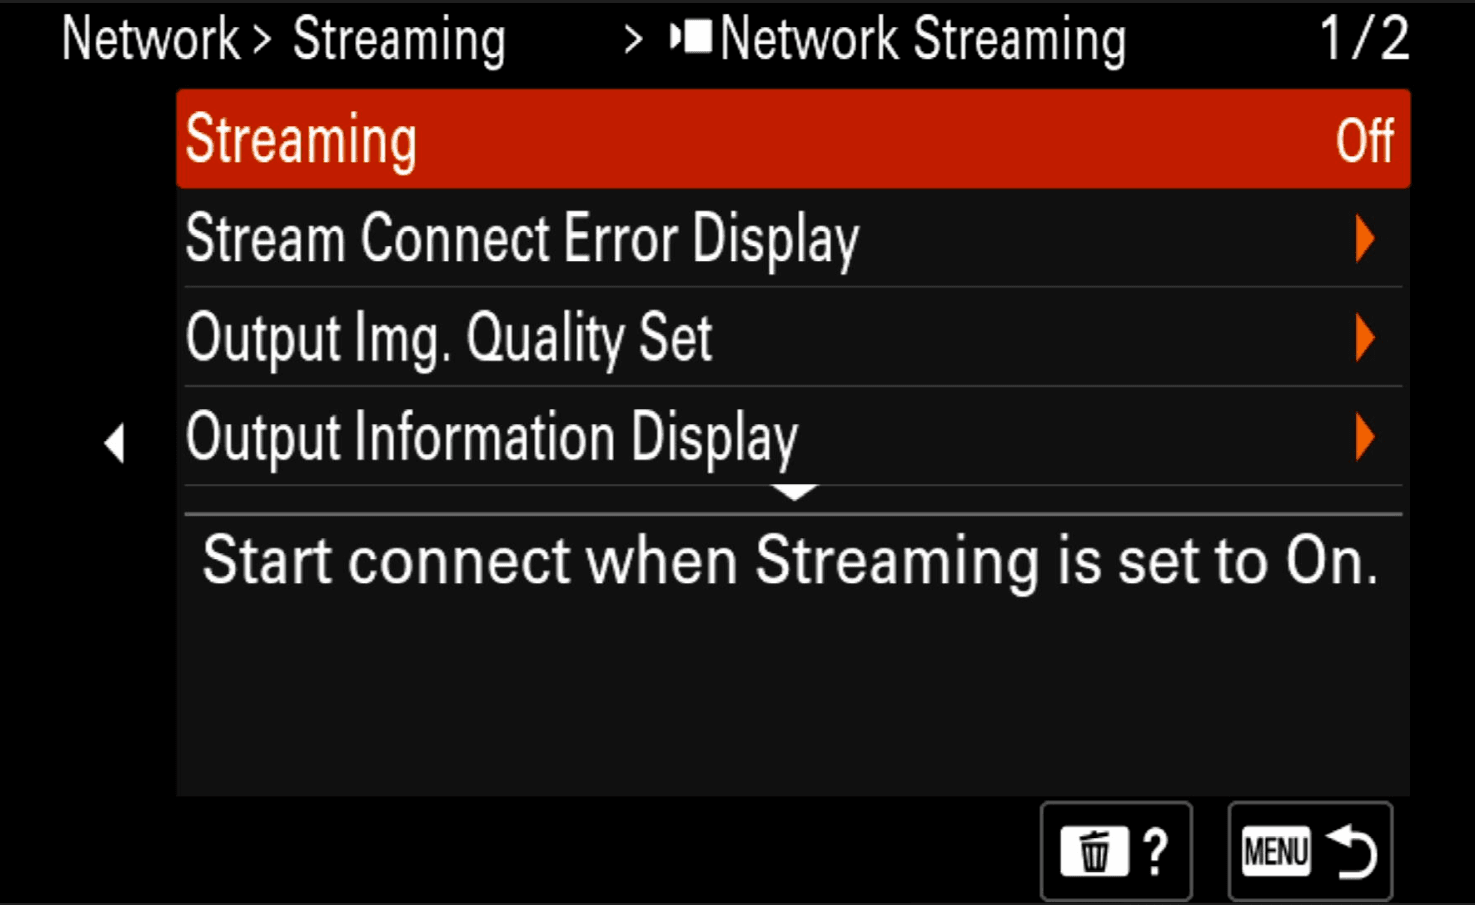 Network > Streaming > Network Streaming 1/2
Streaming Off
Stream Connect Error Display
Output Img. Quality Set
Output Information Display
Start connect when Streaming is set to On.
? MENU